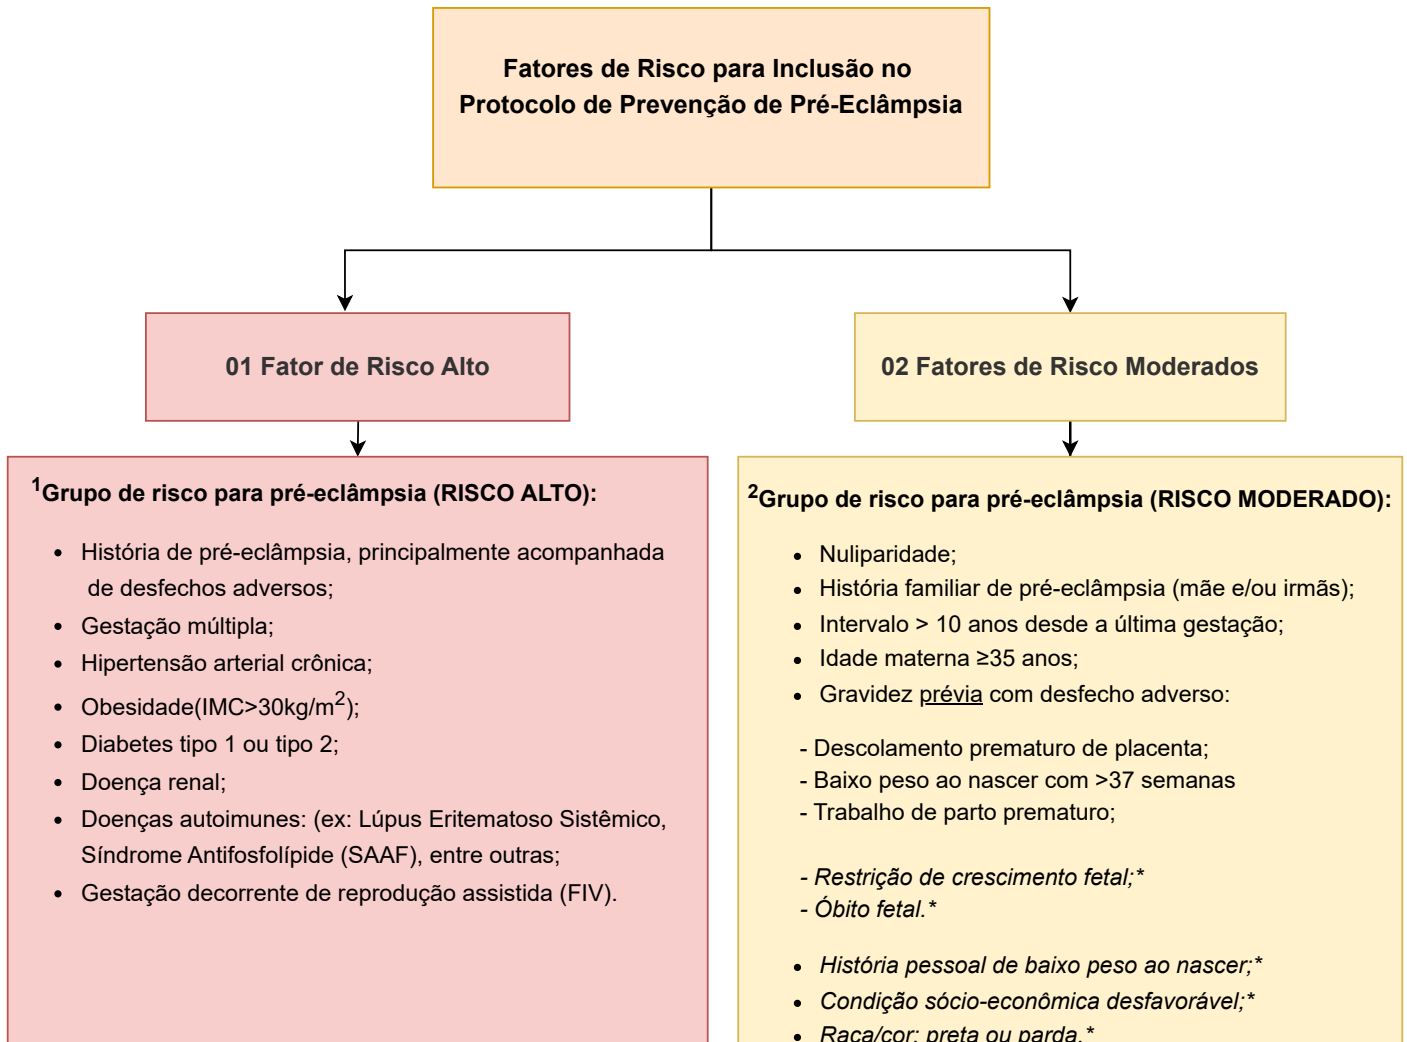 Fatores de Risco para Inclusão no
Protocolo de Prevenção de Pré-Eclâmpsia
01 Fator de Risco Alto
02 Fatores de Risco Moderados
¹Grupo de risco para pré-eclâmpsia (RISCO ALTO):
• História de pré-eclâmpsia, principalmente acompanhada
de desfechos adversos;
• Gestação múltipla;
• Hipertensão arterial crônica;
• Obesidade(IMC>30kg/m²);
• Diabetes tipo 1 ou tipo 2;
• Doença renal;
• Doenças autoimunes: (ex: Lúpus Eritematoso Sistêmico,
Síndrome Antifosfolípide (SAAF), entre outras;
• Gestação decorrente de reprodução assistida (FIV).
²Grupo de risco para pré-eclâmpsia (RISCO MODERADO):
• Nuliparidade;
• História familiar de pré-eclâmpsia (mãe e/ou irmãs);
• Intervalo > 10 anos desde a última gestação;
• Idade materna ≥35 anos;
• Gravidez prévia com desfecho adverso:
- Descolamento prematuro de placenta;
- Baixo peso ao nascer com >37 semanas
- Trabalho de parto prematuro;
- Restrição de crescimento fetal;*
- Óbito fetal.*
• História pessoal de baixo peso ao nascer;*
• Condição sócio-econômica desfavorável;*
• Raça/cor: preta ou parda.*